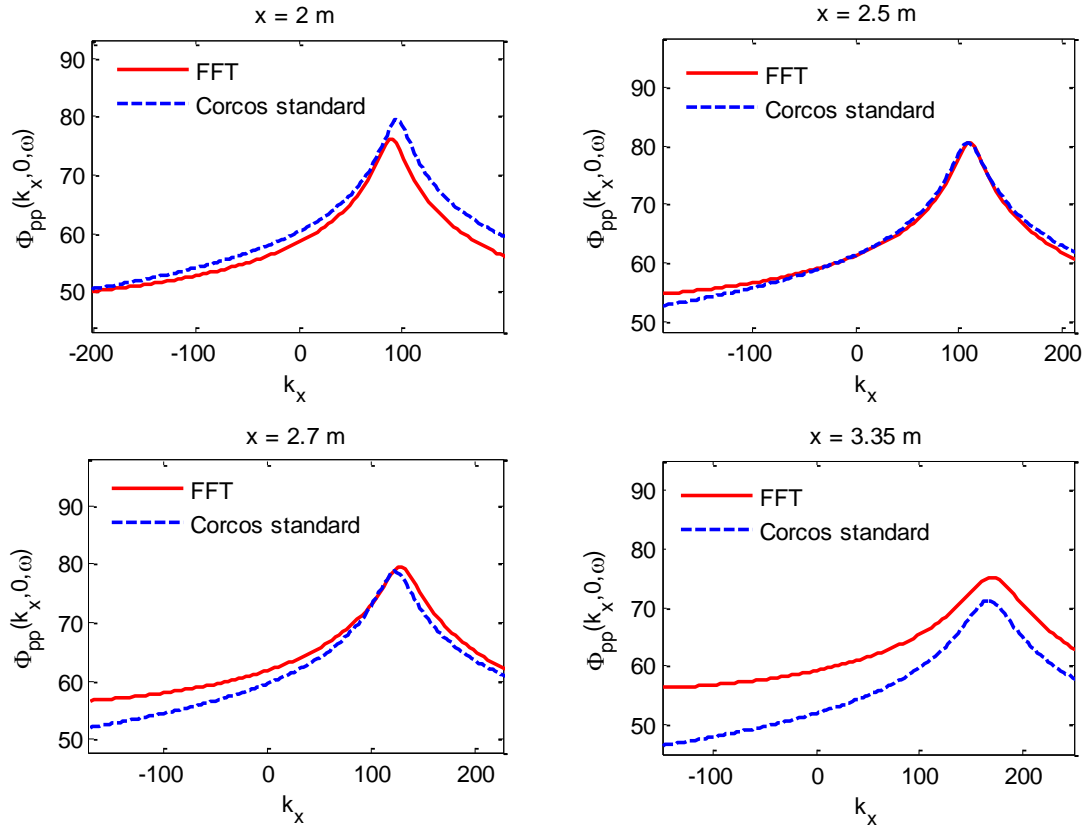 x = 2 m
90
80
70
60
50
-200
-100
0
100
FFT
Corcos standard
Φpp(kx,0,ω)
kx
x = 2.5 m
90
80
70
60
50
-100
0
100
200
FFT
Corcos standard
Φpp(kx,0,ω)
kx
x = 2.7 m
90
80
70
60
50
-100
0
100
200
FFT
Corcos standard
Φpp(kx,0,ω)
kx
x = 3.35 m
90
80
70
60
50
-100
0
100
200
FFT
Corcos standard
Φpp(kx,0,ω)
kx